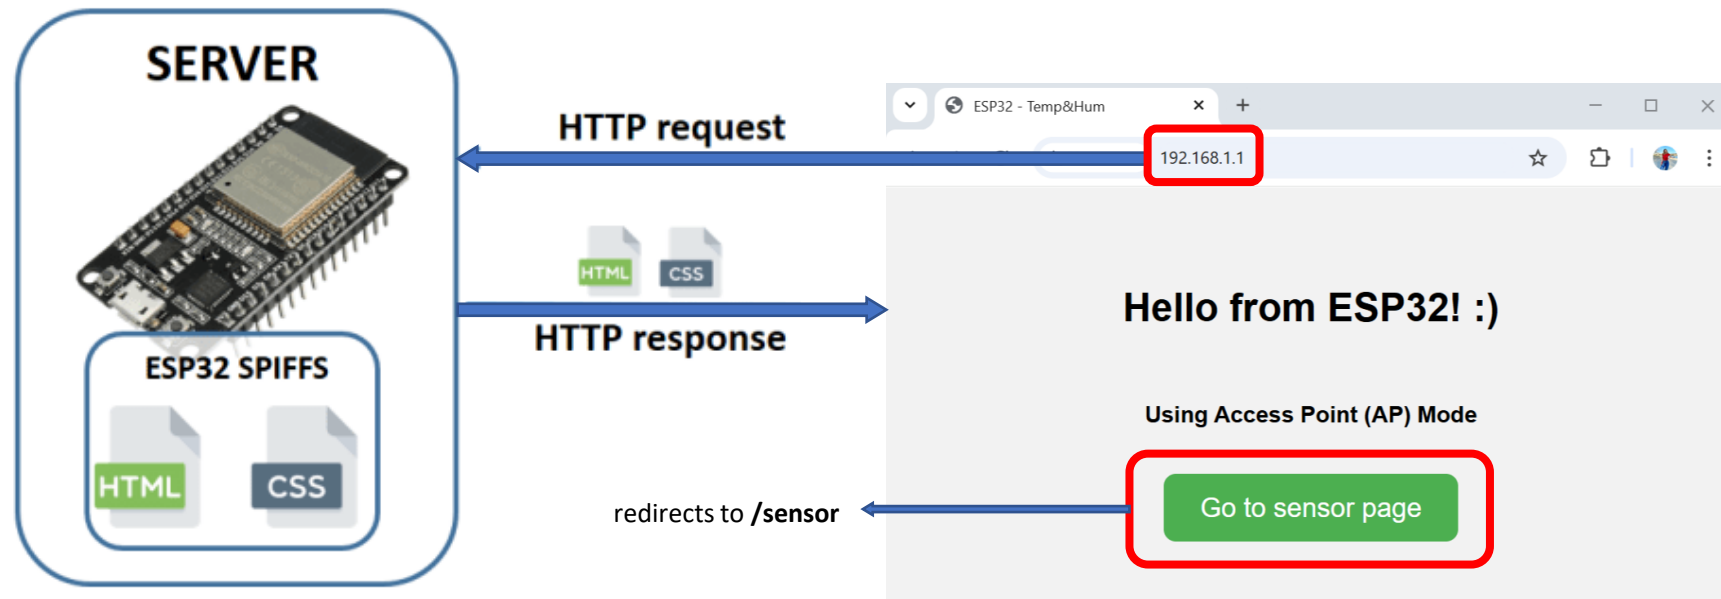 SERVER
ESP32 SPIFFS
HTML
CSS
HTTP request
HTML
CSS
HTTP response
redirects to /sensor
ESP32 - Temp&Hum
192.168.1.1
Hello from ESP32! :)
Using Access Point (AP) Mode
Go to sensor page